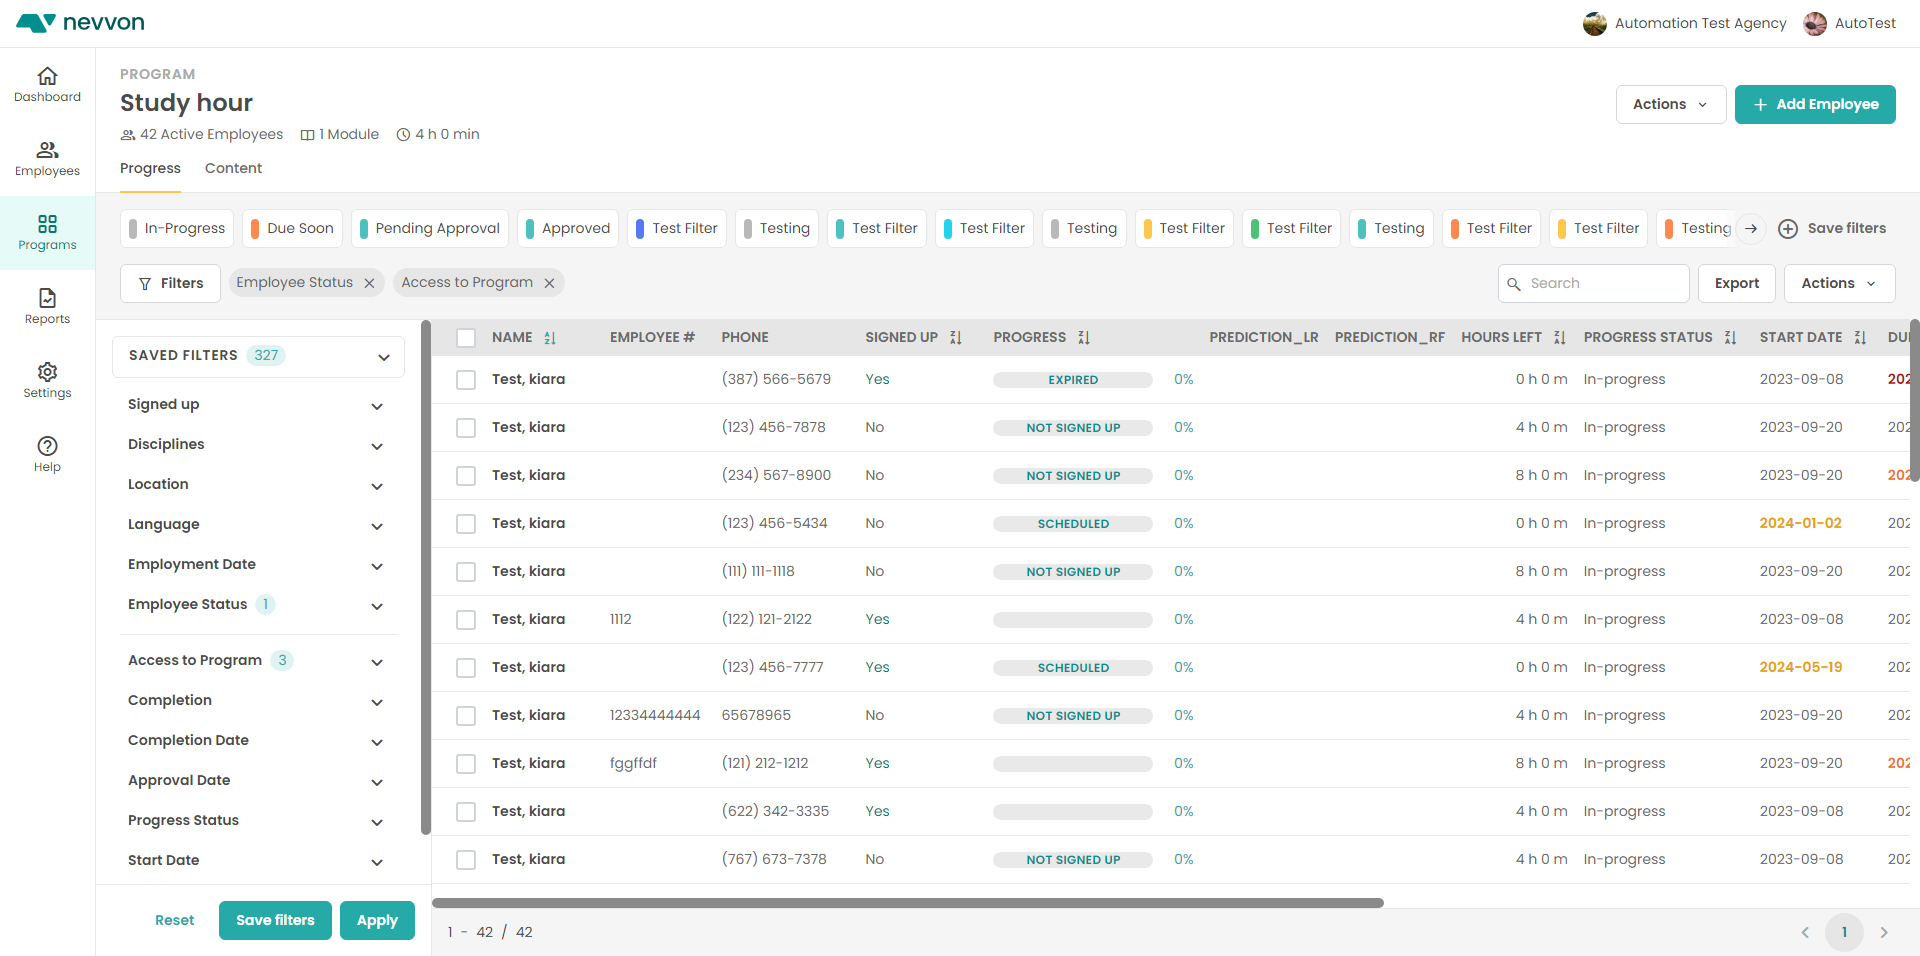 nevvon
Automation Test Agency
AutoTest
Dashboard
Employees
Programs
Reports
Settings
Help
PROGRAM
Study hour
42 Active Employees 1 Module 4 h 0 min
Actions
Add Employee
Progress Content
In-Progress Due Soon Pending Approval Approved Test Filter Testing Test Filter Test Filter Testing Test Filter Test Filter Testing Test Filter Test Filter Testing Save filters
Filters Employee Status Access to Program Search Export Actions
SAVED FILTERS 327
Signed up
Disciplines
Location
Language
Employment Date
Employee Status 1
Access to Program 3
Completion
Completion Date
Approval Date
Progress Status
Start Date
Reset Save filters Apply
NAME EMPLOYEE # PHONE SIGNED UP PROGRESS PREDICTION_LR PREDICTION_RF HOURS LEFT PROGRESS STATUS START DATE DU
Test, kiara (387) 566-5679 Yes EXPIRED 0% 0 h 0 m In-progress 2023-09-08 202
Test, kiara (123) 456-7878 No NOT SIGNED UP 0% 4 h 0 m In-progress 2023-09-20 202
Test, kiara (234) 567-8900 No NOT SIGNED UP 0% 8 h 0 m In-progress 2023-09-20 202
Test, kiara (123) 456-5434 No SCHEDULED 0% 0 h 0 m In-progress 2024-01-02 202
Test, kiara (111) 111-1118 No NOT SIGNED UP 0% 8 h 0 m In-progress 2023-09-20 202
Test, kiara 1112 (122) 121-2122 Yes 0% 4 h 0 m In-progress 2023-09-08 202
Test, kiara (123) 456-7777 Yes SCHEDULED 0% 0 h 0 m In-progress 2024-05-19 202
Test, kiara 12334444444 65678965 No NOT SIGNED UP 0% 4 h 0 m In-progress 2023-09-20 202
Test, kiara fggffdf (121) 212-1212 Yes 0% 8 h 0 m In-progress 2023-09-20 202
Test, kiara (622) 342-3335 Yes 0% 4 h 0 m In-progress 2023-09-08 202
Test, kiara (767) 673-7378 No NOT SIGNED UP 0% 4 h 0 m In-progress 2023-09-08 202
1 - 42 / 42
1